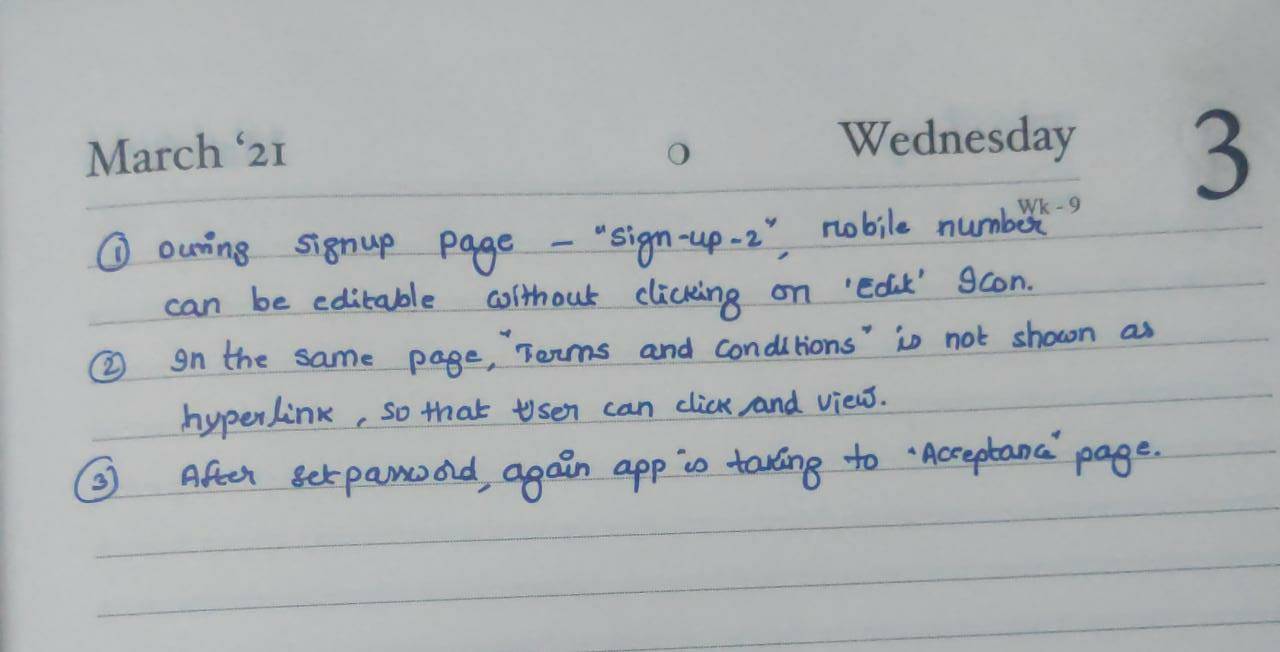 March ‘21 Wednesday 3
Wk - 9
① During signup page - "Sign-up-2", mobile number
can be editable without clicking on 'Edit' Icon.
② In the same page, "Terms and conditions" is not shown as
hyperlink, so that user can click and view.
③ After set password, again app is taking to "Acceptance" page.